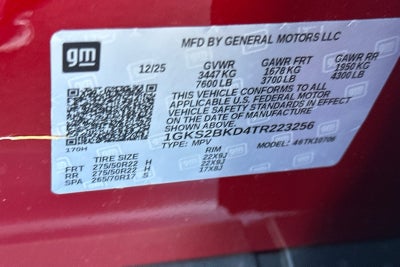 gm
MFD BY GENERAL MOTORS LLC
12/25 GVWR GAWR FRT GAWR RR
3447 KG 1678 KG 1950 KG
7600 LB 3700 LB 4300 LB
THIS VEHICLE CONFORMS TO ALL
APPLICABLE U.S. FEDERAL MOTOR
VEHICLE SAFETY STANDARDS IN EFFECT
ON THE DATE OF MANUFACTURE
SHOWN ABOVE.
1GKS2BKD4TR223256
170H TYPE: MPV MODEL: 46TK10706
TIRE SIZE RIM
FRT 275/50R22 H 22X9J
RR 275/50R22 H 22X9J
SPA 265/70R17 S 17X8J